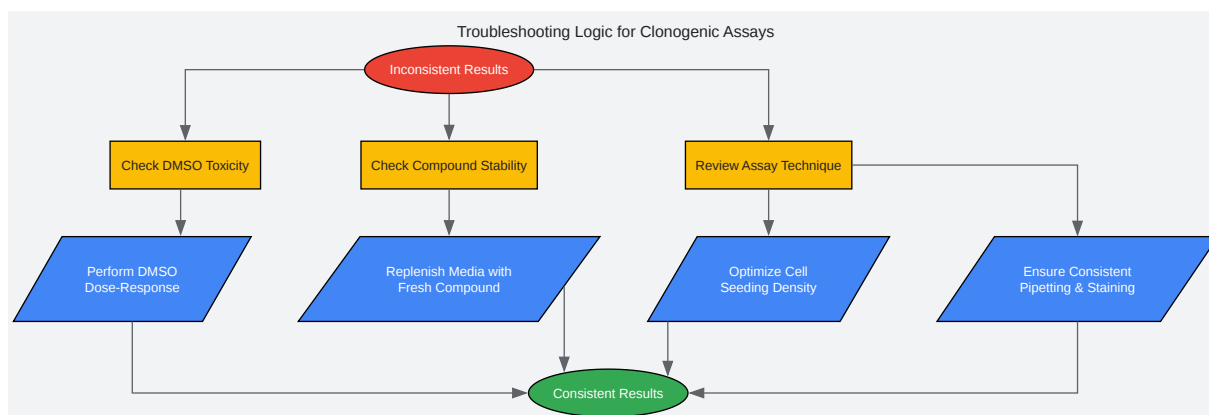 Troubleshooting Logic for Clonogenic Assays
Inconsistent Results
Check DMSO Toxicity
Check Compound Stability
Review Assay Technique
Perform DMSO
Dose-Response
Replenish Media with
Fresh Compound
Optimize Cell
Seeding Density
Ensure Consistent
Pipetting & Staining
Consistent Results